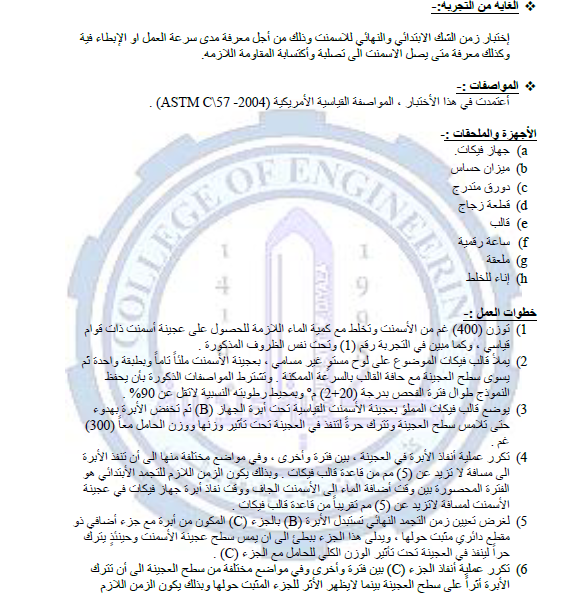 ❖ الغاية من التجربة:-
إختبار زمن الشك الابتدائي والنهائي للاسمنت وذلك من أجل معرفة مدى سرعة العمل او الإبطاء فية
وكذلك معرفة متى يصل الاسمنت الى تصلبة وأكتسابة المقاومة اللازمه.
❖ المواصفات :-
أعتمدت في هذا الأختبار ، المواصفة القياسية الأمريكية (ASTM C\57 -2004) .
الأجهزة والملحقات :-
a) جهاز فيكات.
b) ميزان حساس
c) دورق متدرج
d) قطعة زجاج
e) قالب
f) ساعة رقمية
g) ملعقة
h) إناء للخلط
خطوات العمل :-
1) توزن (400) غم من الأسمنت وتخلط مع كمية الماء اللازمة للحصول على عجينة أسمنت ذات قوام
قياسي ، وكما مبين في التجربة رقم (1) وتحت نفس الظروف المذكورة .
2) يملأ قالب فيكات الموضوع على لوح مستوٍ غير مسامي ، بعجينة الأسمنت ملئاً تاماً وبطبقة واحدة ثم
يسوى سطح العجينة مع حافة القالب بالسرعة الممكنة . وتشترط المواصفات الذكورة بأن يحفظ
النموذج طوال فترة الفحص بدرجة (20+2) م° وبمحيط رطوبته النسبية لاتقل عن 90% .
3) يوضع قالب فيكات المملؤ بعجينة الاسمنت القياسية تحت أبرة الجهاز (B) ثم تخفض الأبرة بهدوء
حتى تلامس سطح العجينة وتترك حرةً لتنفذ في العجينة تحت تأثير وزنها ووزن الحامل معاً (300)
غم .
4) تكرر عملية أنفاذ الأبرة في العجينة ، بين فترة وأخرى ، وفي مواضع مختلفة منها الى أن تنفذ الأبرة
الى مسافة لا تزيد عن (5) مم من قاعدة قالب فيكات . وبذلك يكون الزمن اللازم للتجمد الأبتدائي هو
الفترة المحصورة بين وقت أضافة الماء إلى الأسمنت الجاف ووقت نفاذ أبرة جهاز فيكات في عجينة
الأسمنت لمسافة لاتزيد عن (5) مم تقريباً من قاعدة قالب فيكات .
5) لغرض تعيين زمن التجمد النهائي تستبدل الأبرة (B) بالجزء (C) المكون من أبرة مع جزء أضافي ذو
مقطع دائري مثبت حولها ، ويدلى هذا الجزء ببطئ الى ان يمس سطح عجينة الأسمنت وحينئذٍ يترك
حراً لينفذ في العجينة تحت تأثير الوزن الكلي للحامل مع الجزء (C) .
6) تكرر عملية أنفاذ الجزء (C) بين فترة وأخرى وفي مواضع مختلفة من سطح العجينة الى أن تترك
الأبرة أثراً على سطح العجينة بينما لايظهر الأثر للجزء المثبت حولها وبذلك يكون الزمن اللازم
COLLEGE OF ENGINEERING